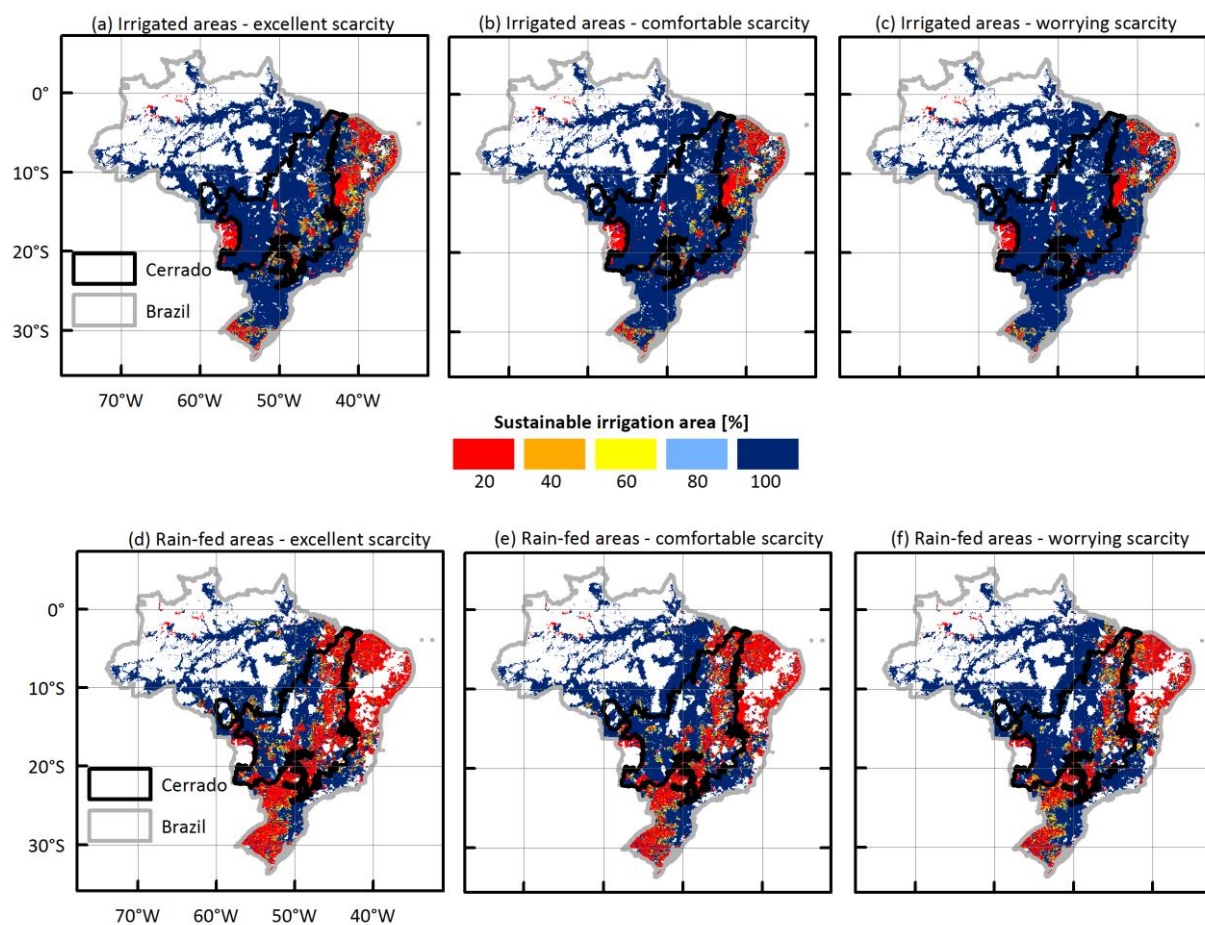 (a) Irrigated areas - excellent scarcity
(b) Irrigated areas - comfortable scarcity
(c) Irrigated areas - worrying scarcity
0°
10°S
20°S
30°S
Cerrado
Brazil
70°W 60°W 50°W 40°W
Sustainable irrigation area [%]
20 40 60 80 100
(d) Rain-fed areas - excellent scarcity
(e) Rain-fed areas - comfortable scarcity
(f) Rain-fed areas - worrying scarcity
0°
10°S
20°S
30°S
Cerrado
Brazil
70°W 60°W 50°W 40°W